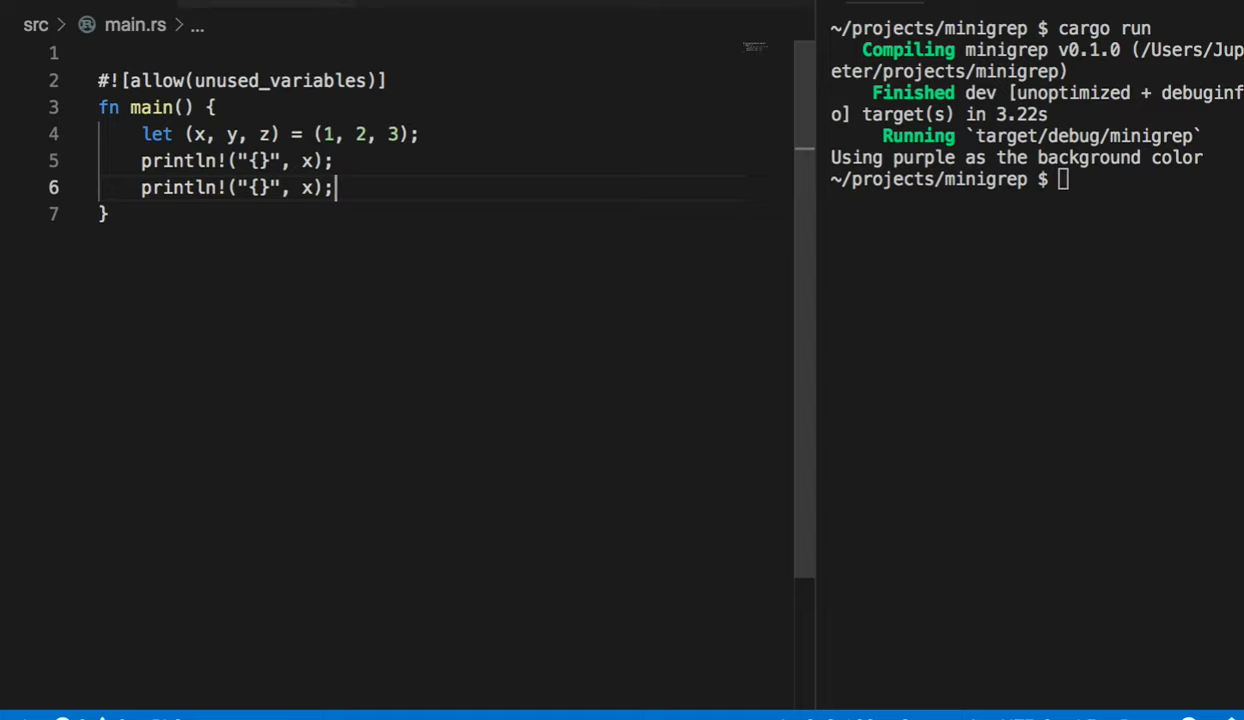 src > main.rs > ...
1
2 #![allow(unused_variables)]
3 fn main() {
4 let (x, y, z) = (1, 2, 3);
5 println!("{}", x);
6 println!("{}", x);
7 }
~/projects/minigrep $ cargo run
Compiling minigrep v0.1.0 (/Users/Jup
eter/projects/minigrep)
Finished dev [unoptimized + debuginf
o] target(s) in 3.22s
Running `target/debug/minigrep`
Using purple as the background color
~/projects/minigrep $